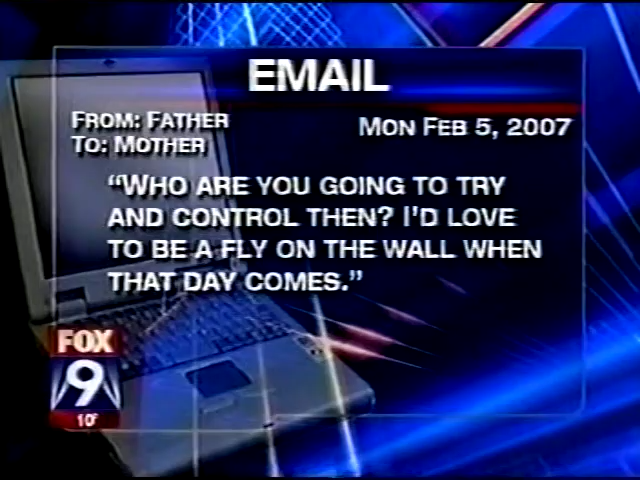 EMAIL
FROM: FATHER
TO: MOTHER
MON FEB 5, 2007
“WHO ARE YOU GOING TO TRY
AND CONTROL THEN? I’D LOVE
TO BE A FLY ON THE WALL WHEN
THAT DAY COMES.”
FOX
9
10°